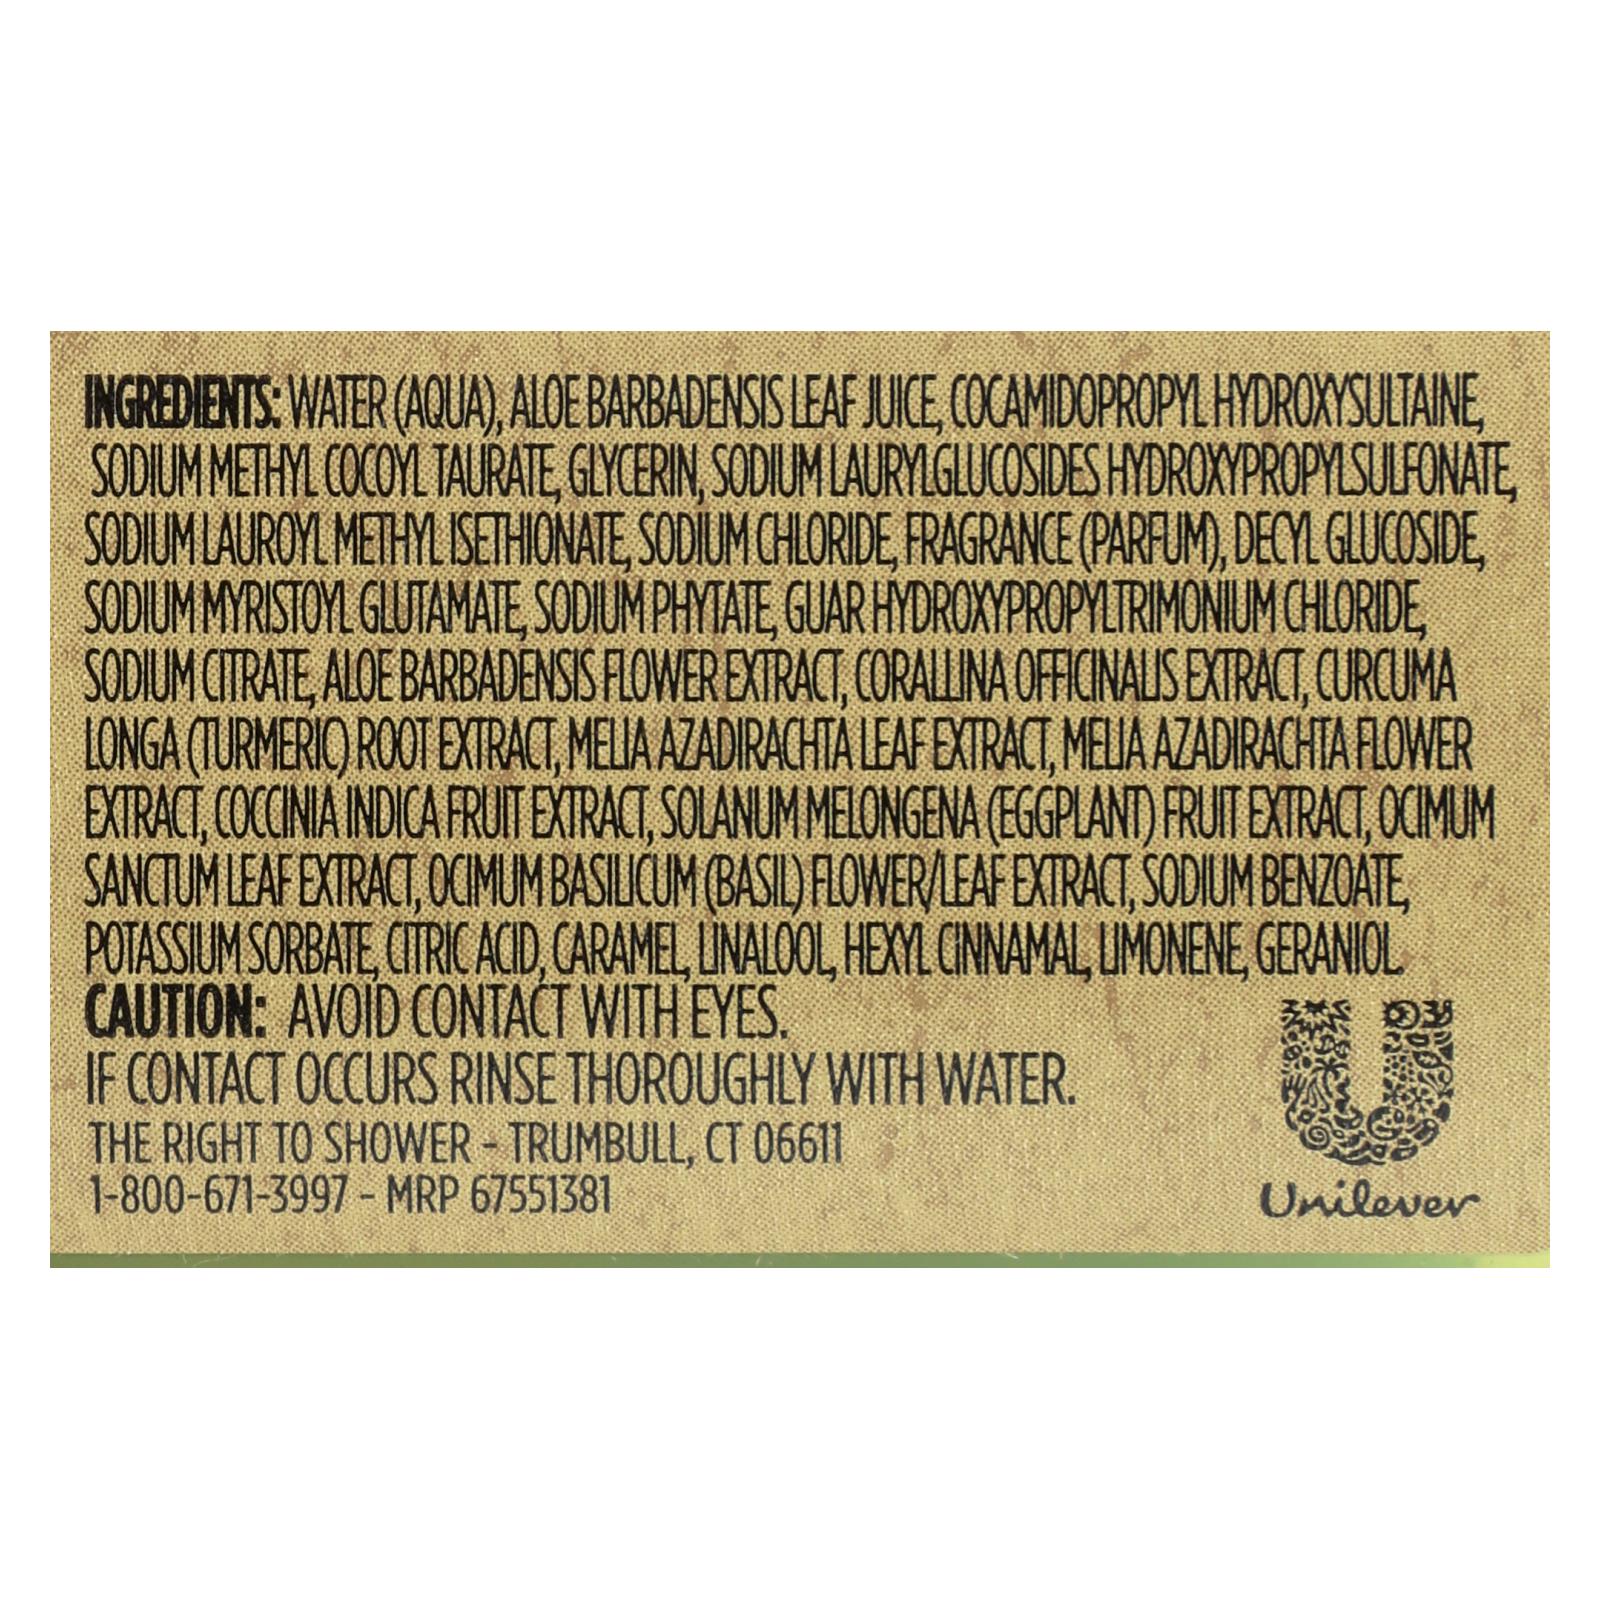 INGREDIENTS: WATER (AQUA), ALOE BARBADENSIS LEAF JUICE, COCAMIDOPROPYL HYDROXYSULTAINE,
SODIUM METHYL COCOYL TAURATE, GLYCERIN, SODIUM LAURYLGLUCOSIDES HYDROXYPROPYLSULFONATE,
SODIUM LAUROYL METHYL ISETHIONATE, SODIUM CHLORIDE, FRAGRANCE (PARFUM), DECYL GLUCOSIDE,
SODIUM MYRISTOYL GLUTAMATE, SODIUM PHYTATE, GUAR HYDROXYPROPYLTRIMONIUM CHLORIDE,
SODIUM CITRATE, ALOE BARBADENSIS FLOWER EXTRACT, CORALLINA OFFICINALIS EXTRACT, CURCUMA
LONGA (TURMERIC) ROOT EXTRACT, MELIA AZADIRACHTA LEAF EXTRACT, MELIA AZADIRACHTA FLOWER
EXTRACT, COCCINIA INDICA FRUIT EXTRACT, SOLANUM MELONGENA (EGGPLANT) FRUIT EXTRACT, OCIMUM
SANCTUM LEAF EXTRACT, OCIMUM BASILICUM (BASIL) FLOWER/LEAF EXTRACT, SODIUM BENZOATE,
POTASSIUM SORBATE, CITRIC ACID, CARAMEL, LINALOOL, HEXYL CINNAMAL, LIMONENE, GERANIOL.
CAUTION: AVOID CONTACT WITH EYES.
IF CONTACT OCCURS RINSE THOROUGHLY WITH WATER.
THE RIGHT TO SHOWER - TRUMBULL, CT 06611
1-800-671-3997 - MRP 67551381
Unilever